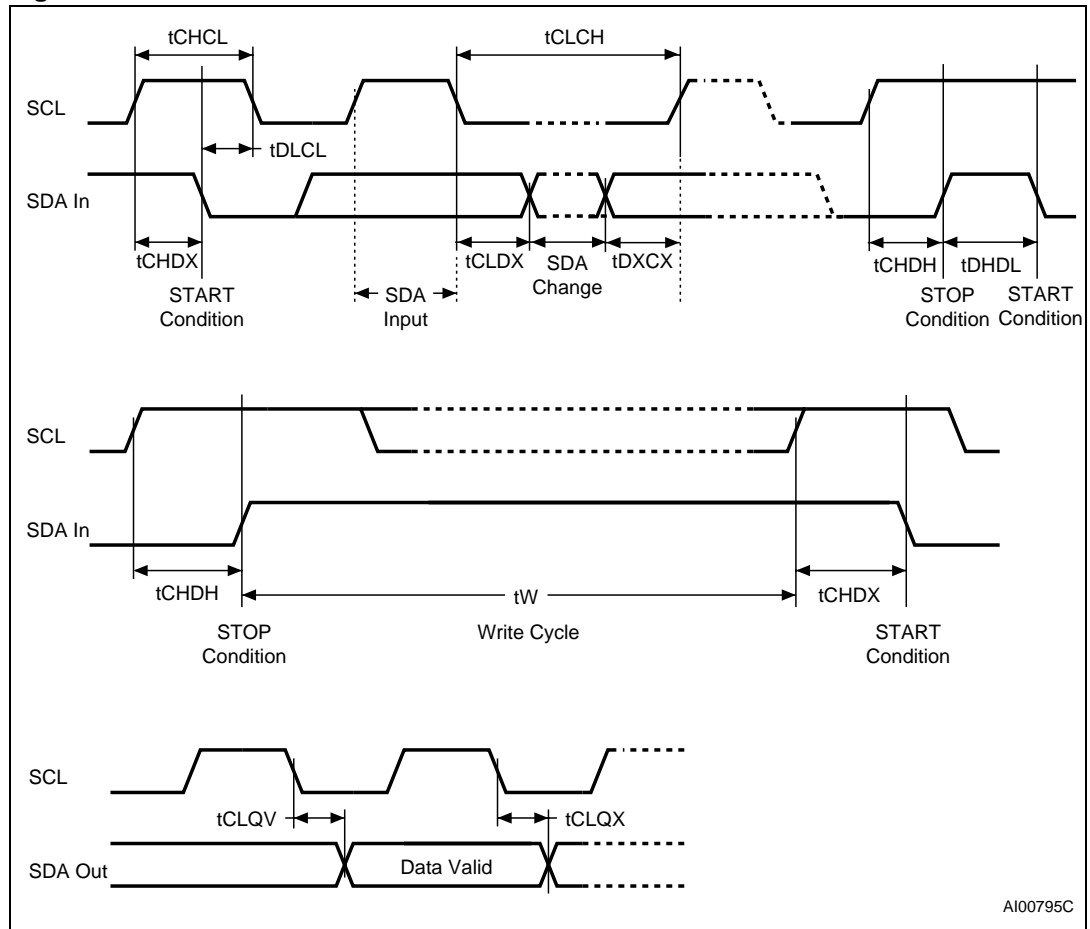 tCHCL
tCLCH
SCL
tDLCL
SDA In
tCHDX
tCLDX
SDA
Change
tDXCX
tCHDH
tDHDL
START
Condition
SDA
Input
STOP
Condition
START
Condition
SCL
SDA In
tCHDH
tW
tCHDX
STOP
Condition
Write Cycle
START
Condition
SCL
tCLQV
tCLQX
SDA Out
Data Valid
AI00795C